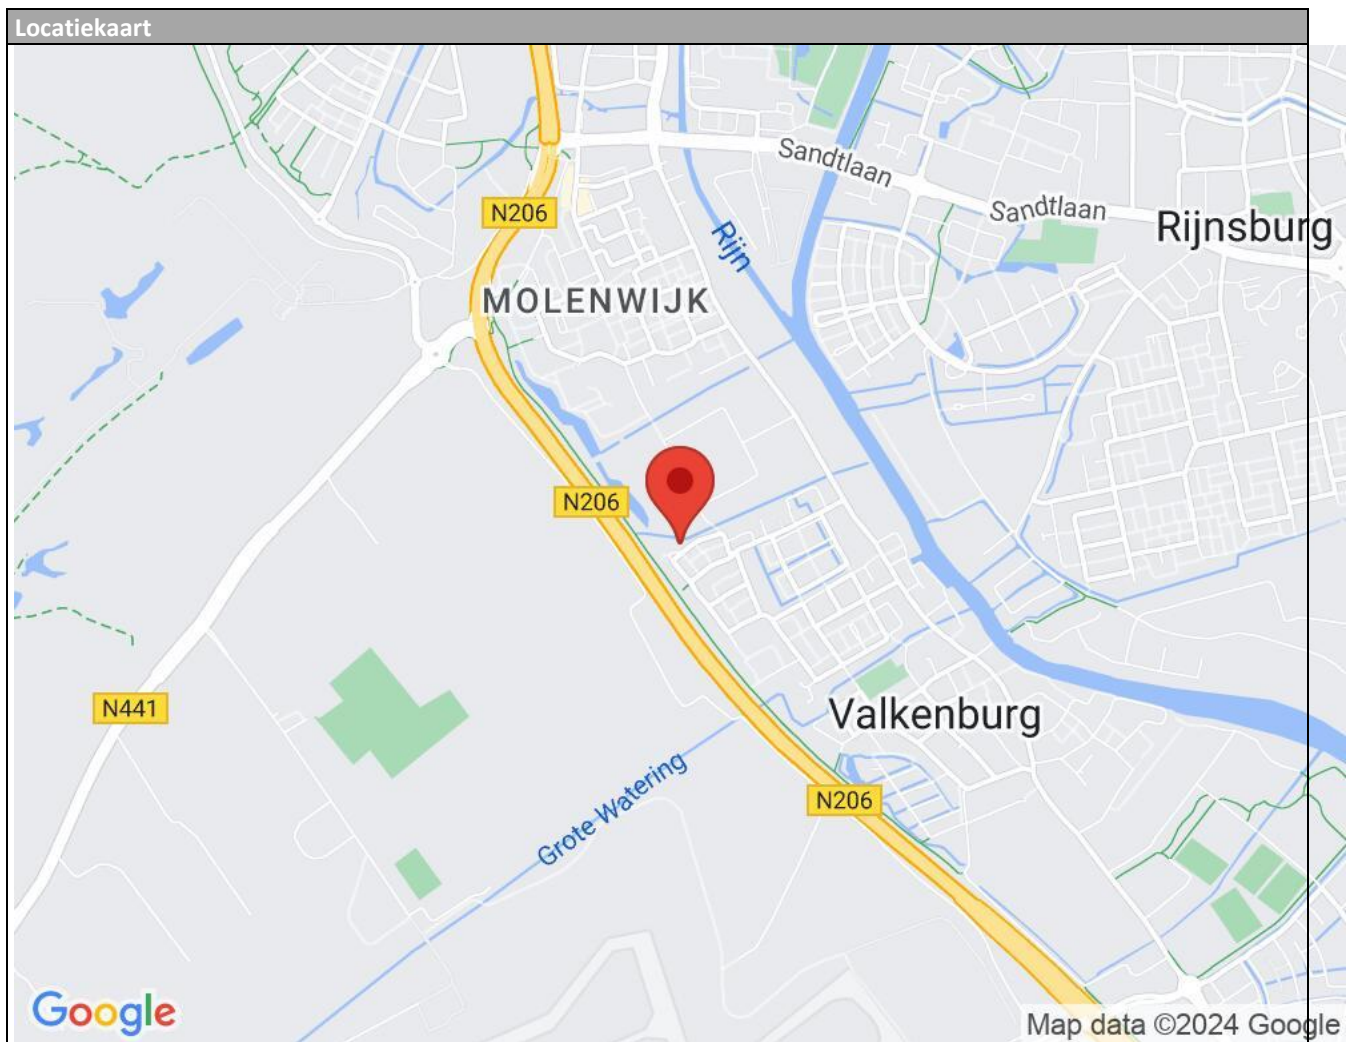 Locatiekaart
Sandtlaan
N206
Sandtlaan
Rijnsburg
Rijn
MOLENWIJK
N206
N441
Valkenburg
Grote Watering
N206
Google
Map data ©2024 Google